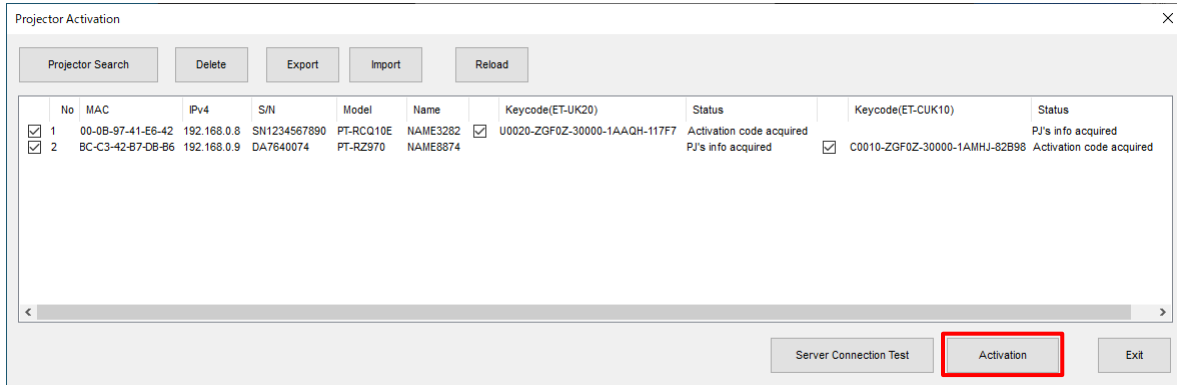 Projector Activation
Projector Search Delete Export Import Reload
No MAC IPv4 S/N Model Name Keycode(ET-UK20) Status Keycode(ET-CUK10) Status
1 00-0B-97-41-E6-42 192.168.0.8 SN1234567890 PT-RCQ10E NAME3282 U0020-ZGF0Z-30000-1AAQH-117F7 Activation code acquired PJ's info acquired
2 BC-C3-42-B7-DB-B6 192.168.0.9 DA7640074 PT-RZ970 NAME8874 PJ's info acquired C0010-ZGF0Z-30000-1AMHJ-82B98 Activation code acquired
Server Connection Test Activation Exit